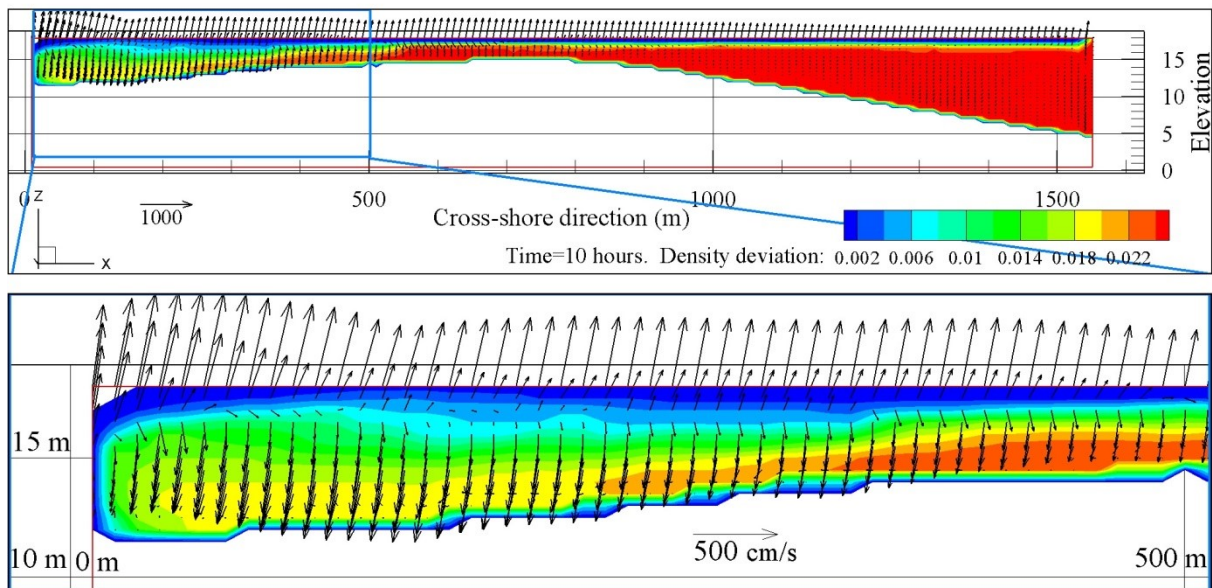 15
10
5
0
Elevation
0 500 1000 1500
Z
X
1000
Cross-shore direction (m)
Time=10 hours. Density deviation: 0.002 0.006 0.01 0.014 0.018 0.022
15 m
500 cm/s
10 m 0 m 500 m